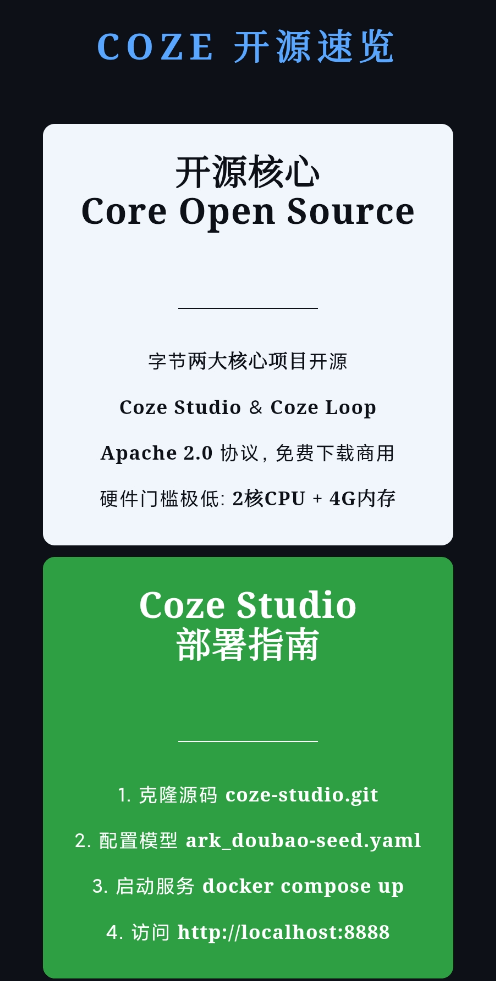 COZE 开源速览
开源核心
Core Open Source
字节两大核心项目开源
Coze Studio & Coze Loop
Apache 2.0 协议, 免费下载商用
硬件门槛极低: 2核CPU + 4G内存
Coze Studio
部署指南
1. 克隆源码 coze-studio.git
2. 配置模型 ark_doubao-seed.yaml
3. 启动服务 docker compose up
4. 访问 http://localhost:8888